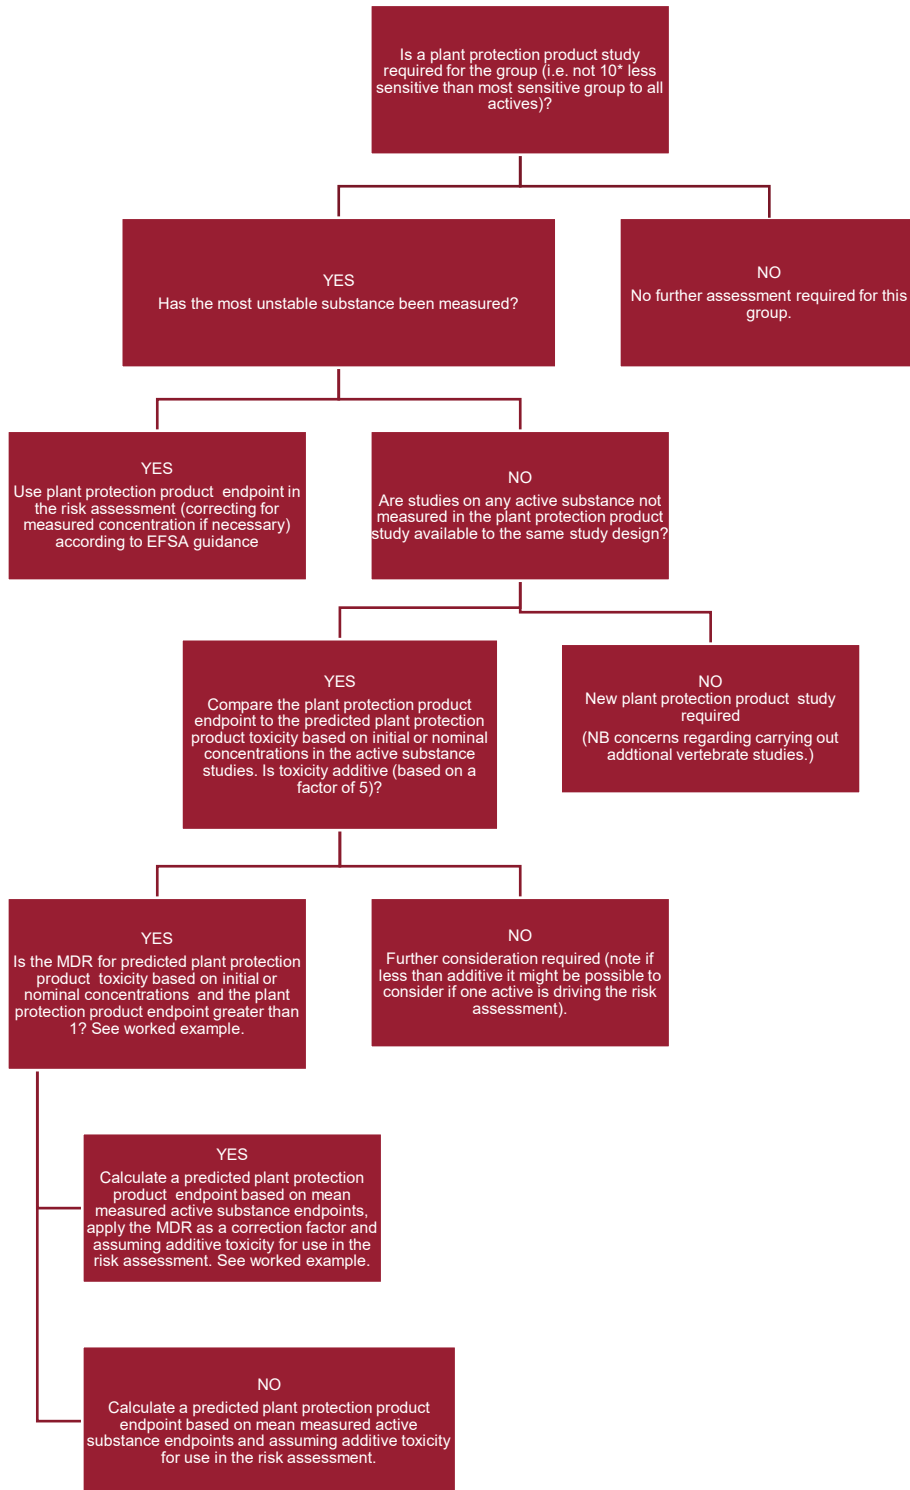 Is a plant protection product study
required for the group (i.e. not 10* less
sensitive than most sensitive group to all
actives)?
YES
Has the most unstable substance been measured?
NO
No further assessment required for this
group.
YES
Use plant protection product  endpoint in
the risk assessment (correcting for
measured concentration if necessary)
according to EFSA guidance
NO
Are studies on any active substance not
measured in the plant protection product
study available to the same study design?
YES
Compare the plant protection product
endpoint to the predicted plant protection
product toxicity based on initial or nominal
concentrations in the active substance
studies. Is toxicity additive (based on a
factor of 5)?
NO
New plant protection product  study
required
(NB concerns regarding carrying out
addtional vertebrate studies.)
YES
Is the MDR for predicted plant protection
product  toxicity based on initial or
nominal concentrations  and the plant
protection product endpoint greater than
1? See worked example.
NO
Further consideration required (note if
less than additive it might be possible to
consider if one active is driving the risk
assessment).
YES
Calculate a predicted plant protection
product  endpoint based on mean
measured active substance endpoints,
apply the MDR as a correction factor and
assuming additive toxicity for use in the
risk assessment. See worked example.
NO
Calculate a predicted plant protection product
endpoint based on mean measured active
substance endpoints and assuming additive toxicity
for use in the risk assessment.